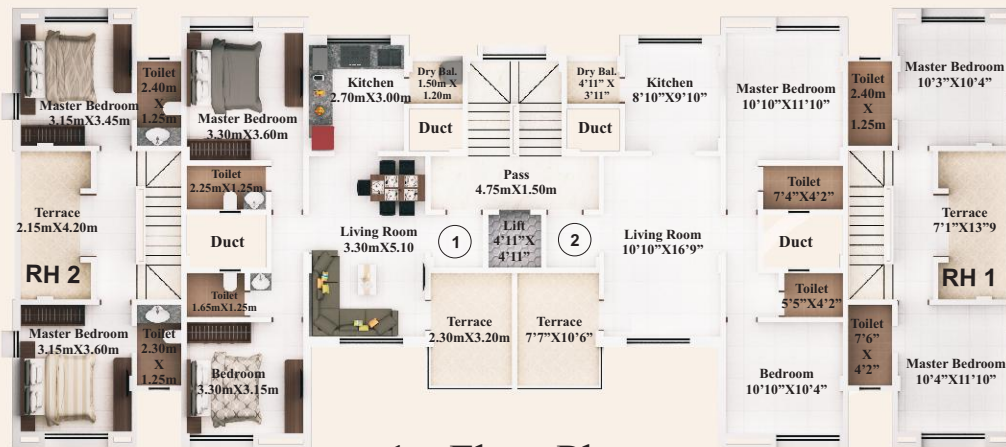 Master Bedroom
3.15mX3.45m
Toilet
2.40m
X
1.25m
Master Bedroom
3.30mX3.60m
Kitchen
2.70mX3.00m
Dry Bal.
1.50m X
1.20m
Duct
Dry Bal.
4'11" X
3'11"
Duct
Kitchen
8'10"X9'10"
Master Bedroom
10'10"X11'10"
Toilet
2.40m
X
1.25m
Master Bedroom
10'3"X10'4"
Terrace
2.15mX4.20m
RH 2
Toilet
2.25mX1.25m
Duct
Toilet
1.65mX1.25m
Living Room
3.30mX5.10
Pass
4.75mX1.50m
1
Lift
4'11"X
4'11"
2
Living Room
10'10"X16'9"
Toilet
7'4"X4'2"
Duct
Toilet
5'5"X4'2"
Terrace
7'1"X13"9
RH 1
Master Bedroom
3.15mX3.60m
Toilet
2.30m
X
1.25m
Bedroom
3.30mX3.15m
Terrace
2.30mX3.20m
Terrace
7'7"X10'6"
Bedroom
10'10"X10'4"
Toilet
7'6"
X
4'2"
Master Bedroom
10'4"X11'10"